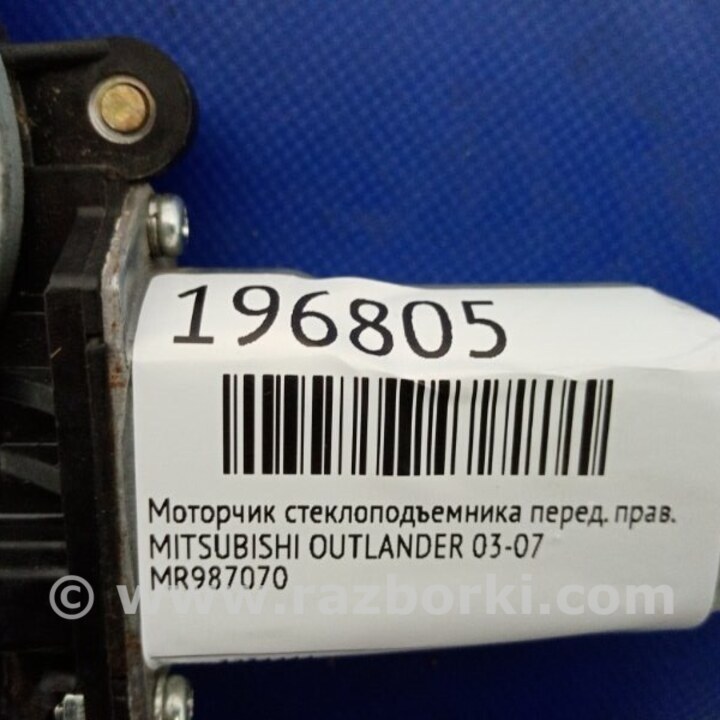 196805
Моторчик стеклоподъемника перед. прав.
MITSUBISHI OUTLANDER 03-07
MR987070
© www.razborki.com